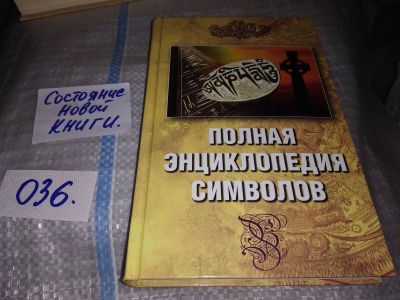 Состояние
новой
книги.
036.
ПОЛНАЯ
ЭНЦИКЛОПЕДИЯ
СИМВОЛОВ